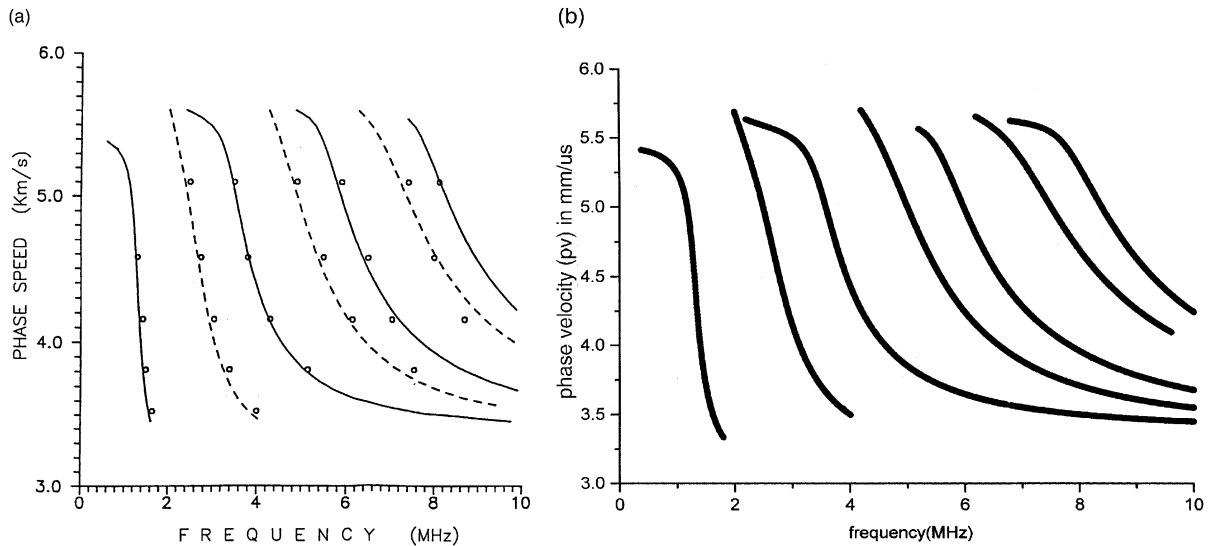 (a)
6.0
5.0
4.0
3.0
PHASE SPEED (Km/s)
0 2 4 6 8 10
FREQUENCY (MHz)
(b)
6.0
5.5
5.0
4.5
4.0
3.5
3.0
phase velocity (pv) in mm/us
0 2 4 6 8 10
frequency(MHz)